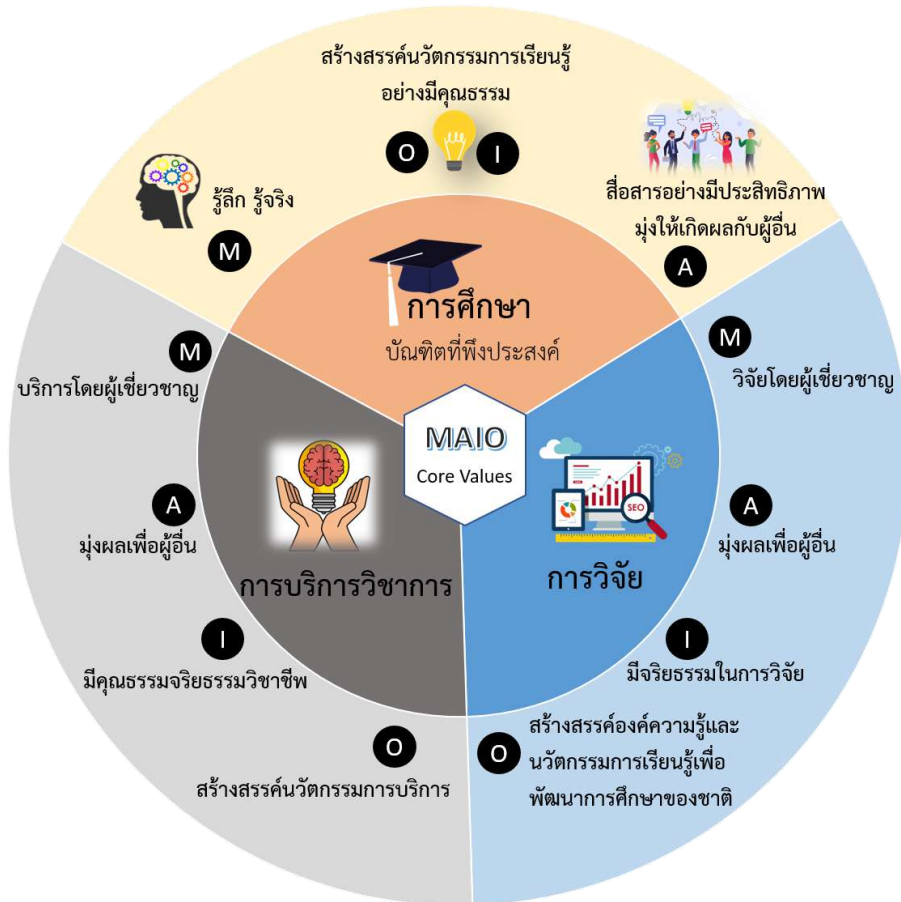 สร้างสรรค์นวัตกรรมการเรียนรู้
อย่างมีคุณธรรม
O I
รู้ลึก รู้จริง
M
สื่อสารอย่างมีประสิทธิภาพ
มุ่งให้เกิดผลกับผู้อื่น
A
การศึกษา
บัณฑิตที่พึงประสงค์
MAIO
Core Values
M
บริการโดยผู้เชี่ยวชาญ
A
มุ่งผลเพื่อผู้อื่น
I
มีคุณธรรมจริยธรรมวิชาชีพ
O
สร้างสรรค์นวัตกรรมการบริการ
การบริการวิชาการ
SEO
การวิจัย
M
วิจัยโดยผู้เชี่ยวชาญ
A
มุ่งผลเพื่อผู้อื่น
I
มีจริยธรรมในการวิจัย
O
สร้างสรรค์องค์ความรู้และ
นวัตกรรมการเรียนรู้เพื่อ
พัฒนาการศึกษาของชาติ